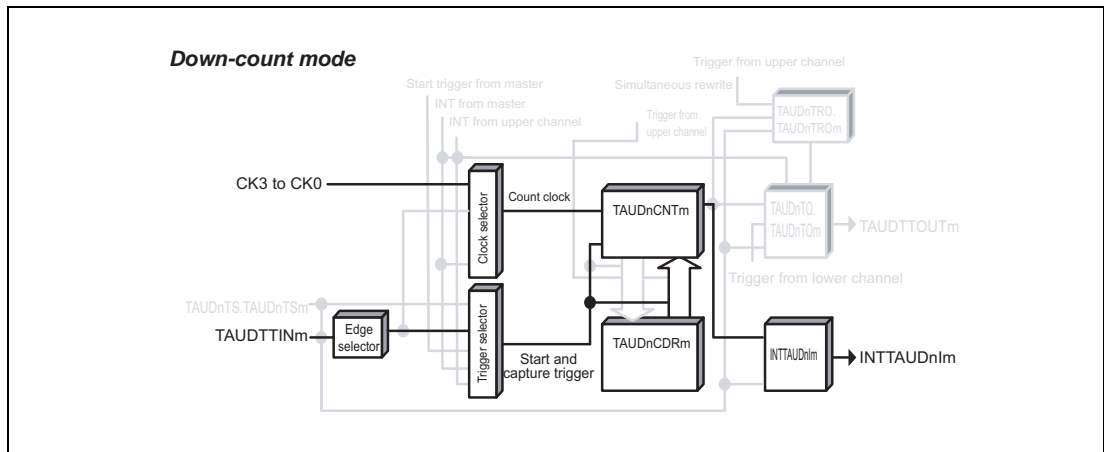 Down-count mode
Trigger from upper channel
Start trigger from master
Simultaneous rewrite
INT from master
INT from upper channel
Trigger from
upper channel
TAUDnTRO.
TAUDnTROm
CK3 to CK0
Clock selector
Count clock
TAUDnCNTm
TAUDnTO.
TAUDnTOm
TAUDTTOUTm
Trigger from lower channel
TAUDnTS.TAUDnTSm
TAUDTTINm
Edge
selector
Trigger selector
Start and
capture trigger
TAUDnCDRm
INTTAUDnIm
INTTAUDnIm